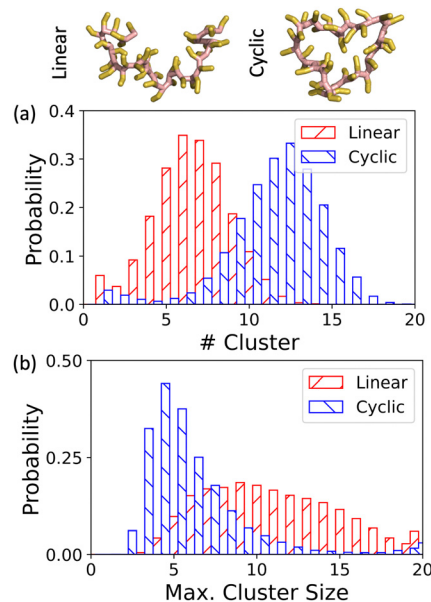 Linear
Cyclic
(a)
0.4
Linear
Cyclic
0.3
0.2
0.1
0.0
Probability
0 5 10 15 20
# Cluster
(b)
0.50
Linear
Cyclic
0.25
0.00
Probability
0 5 10 15 20
Max. Cluster Size